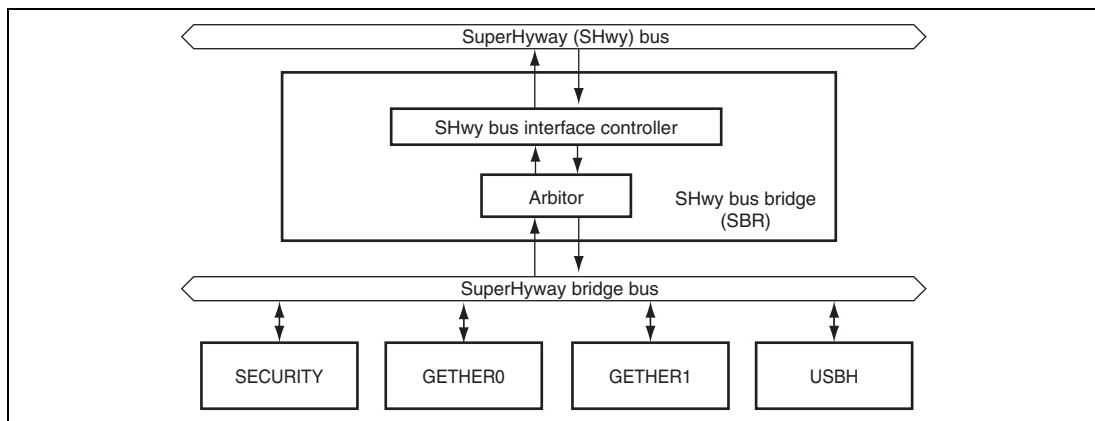 SuperHyway (SHwy) bus
SHwy bus interface controller
Arbitor
SHwy bus bridge
(SBR)
SuperHyway bridge bus
SECURITY
GETHER0
GETHER1
USBH